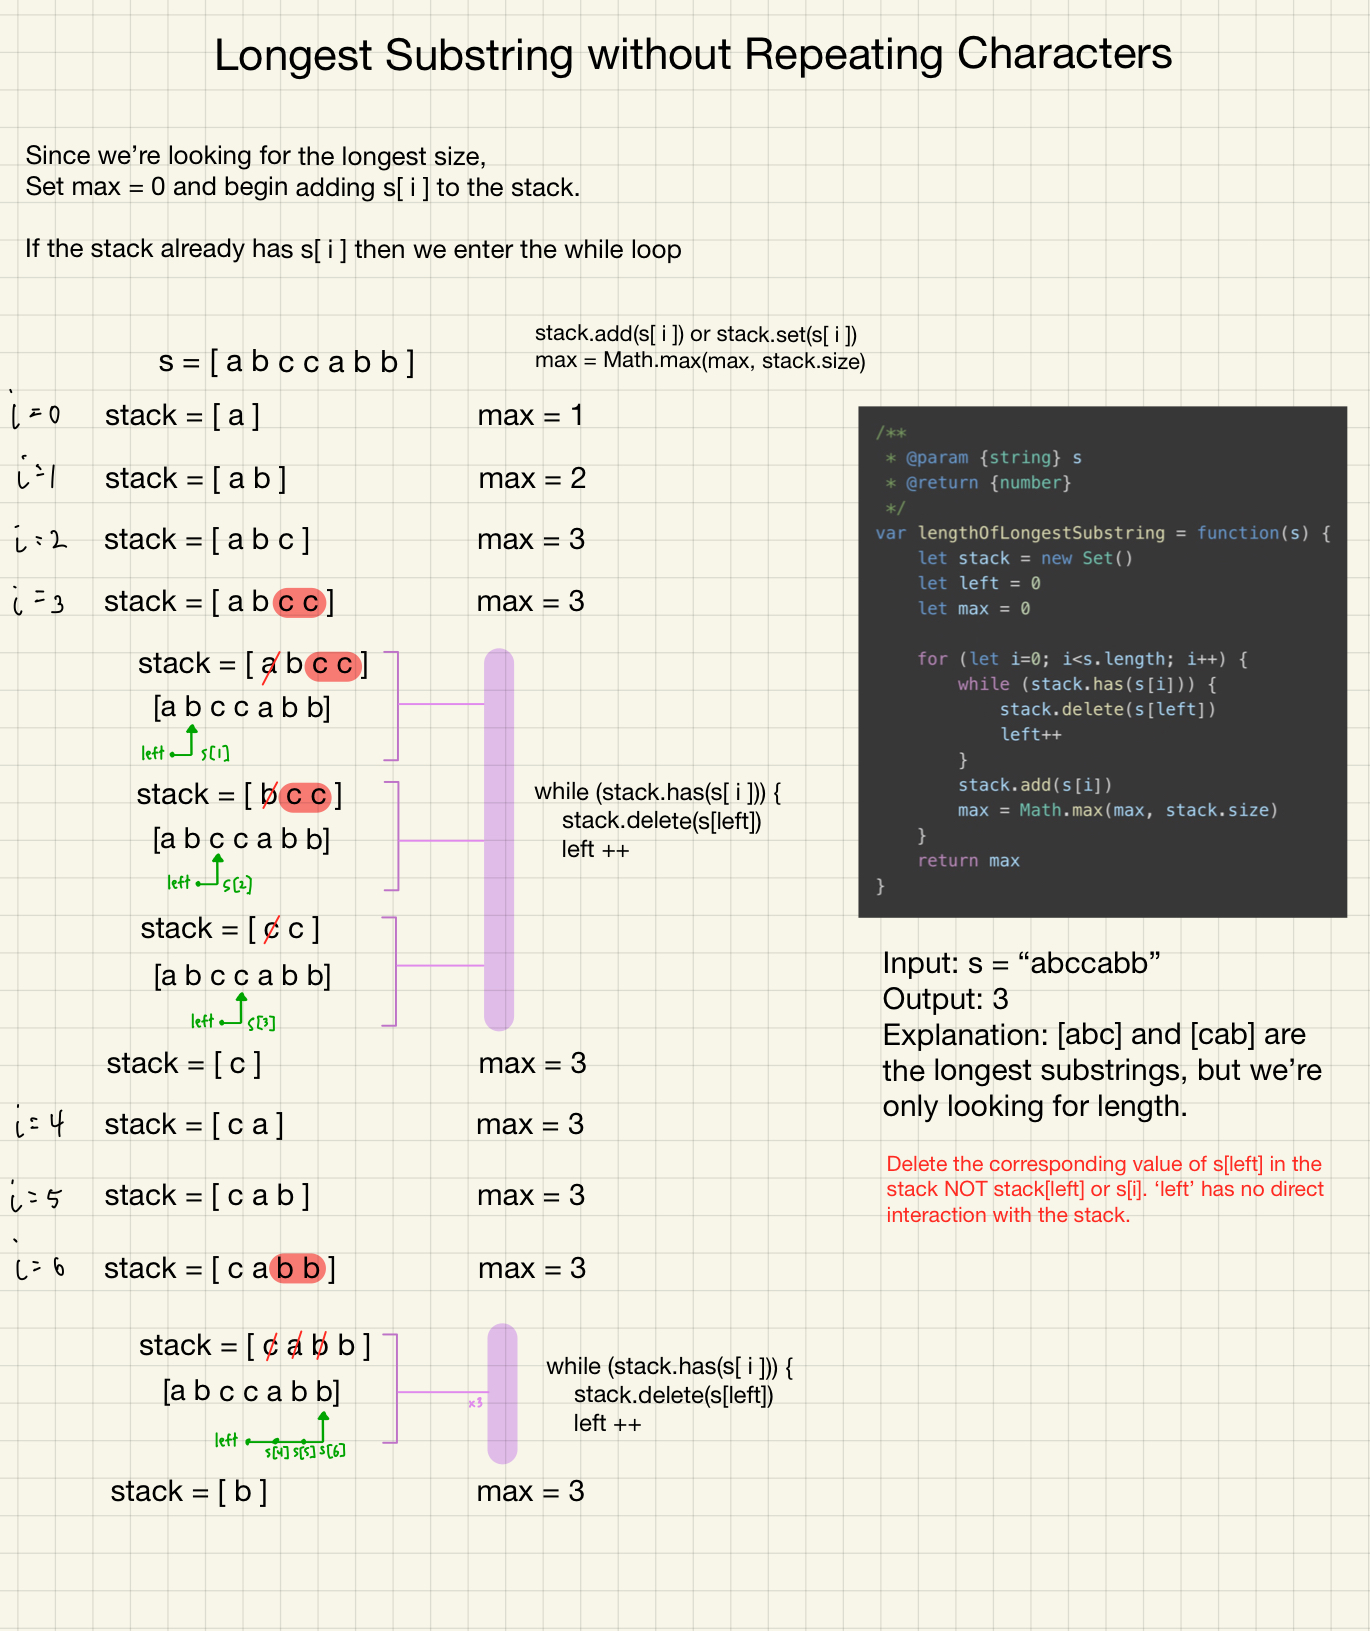 Longest Substring without Repeating Characters
Since we’re looking for the longest size,
Set max = 0 and begin adding s[ i ] to the stack.
If the stack already has s[ i ] then we enter the while loop
stack.add(s[ i ]) or stack.set(s[ i ])
max = Math.max(max, stack.size)
s = [ a b c c a b b ]
i=0 stack = [ a ] max = 1
i=1 stack = [ a b ] max = 2
i=2 stack = [ a b c ] max = 3
i=3 stack = [ a b c c ] max = 3
stack = [ a b c c ]
[a b c c a b b]
left s[1]
stack = [ b c c ]
[a b c c a b b]
left s[2]
while (stack.has(s[ i ])) {
stack.delete(s[left])
left ++
stack = [ c c ]
[a b c c a b b]
left s[3]
stack = [ c ] max = 3
i=4 stack = [ c a ] max = 3
i=5 stack = [ c a b ] max = 3
i=6 stack = [ c a b b ] max = 3
stack = [ c a b b ]
[a b c c a b b]
x3
left s[4] s[5] s[6]
while (stack.has(s[ i ])) {
stack.delete(s[left])
left ++
stack = [ b ] max = 3
/**
* @param {string} s
* @return {number}
*/
var lengthOfLongestSubstring = function(s) {
let stack = new Set()
let left = 0
let max = 0
for (let i=0; i<s.length; i++) {
while (stack.has(s[i])) {
stack.delete(s[left])
left++
}
stack.add(s[i])
max = Math.max(max, stack.size)
}
return max
}
Input: s = “abccabb”
Output: 3
Explanation: [abc] and [cab] are
the longest substrings, but we’re
only looking for length.
Delete the corresponding value of s[left] in the
stack NOT stack[left] or s[i]. ‘left’ has no direct
interaction with the stack.